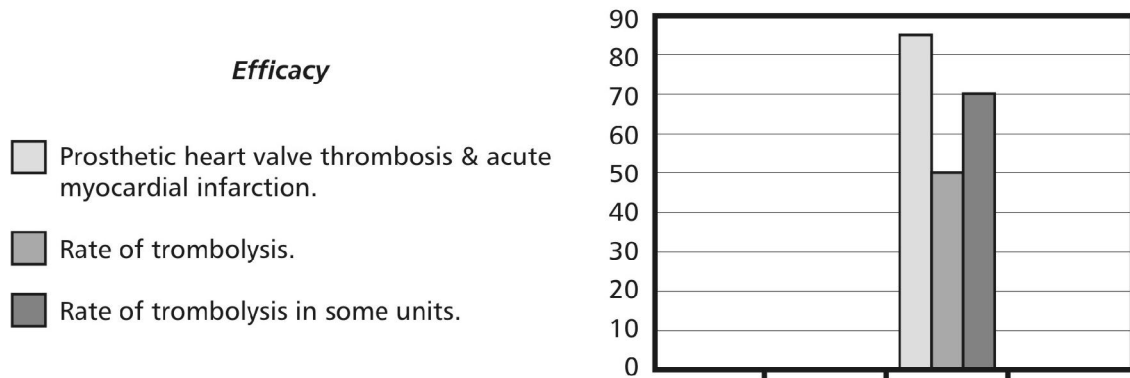 Efficacy
Prosthetic heart valve thrombosis & acute
myocardial infarction.
Rate of trombolysis.
Rate of trombolysis in some units.
90
80
70
60
50
40
30
20
10
0